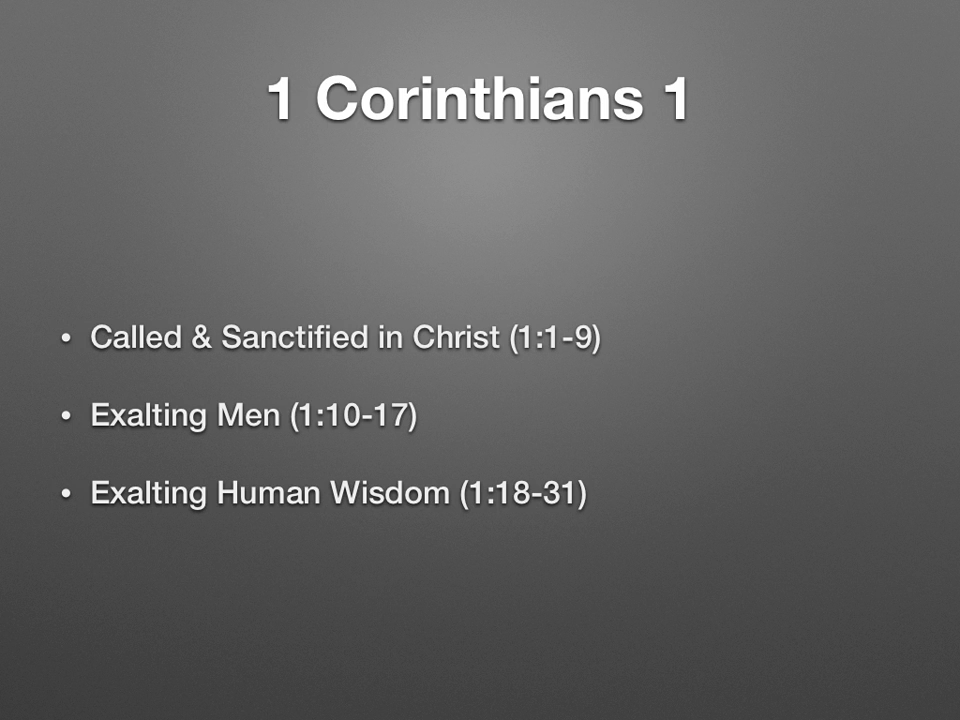 1 Corinthians 1
• Called & Sanctified in Christ (1:1-9)
• Exalting Men (1:10-17)
• Exalting Human Wisdom (1:18-31)